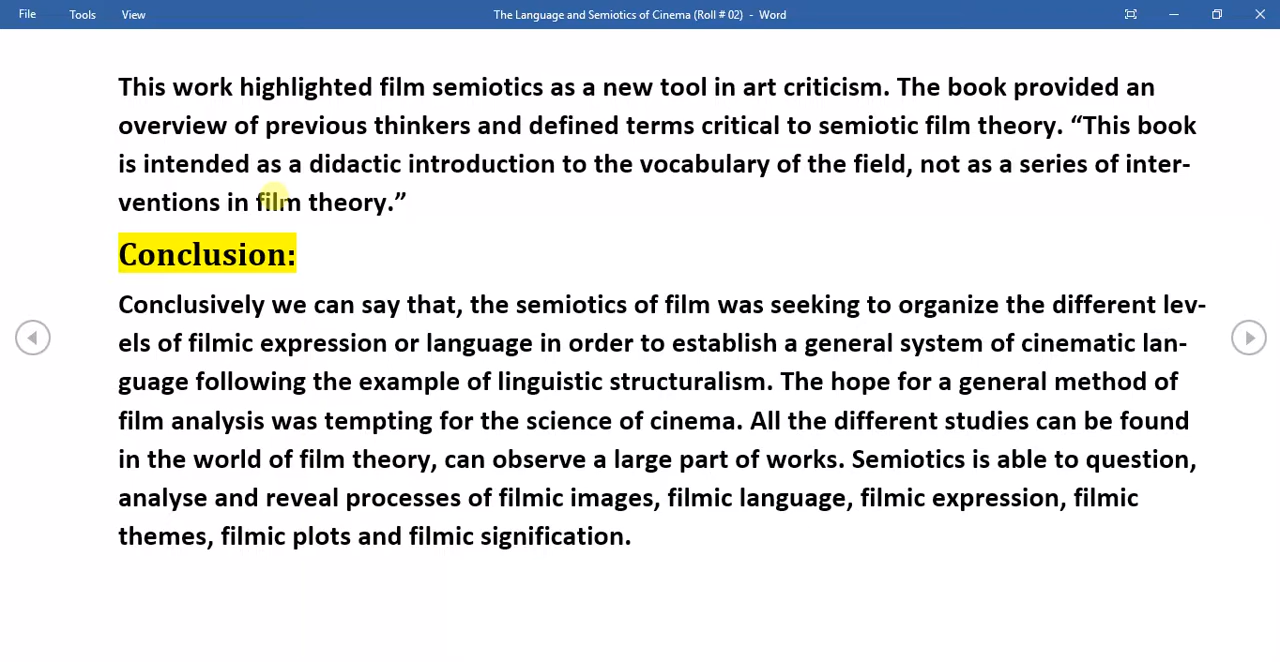 File Tools View The Language and Semiotics of Cinema (Roll # 02) - Word
This work highlighted film semiotics as a new tool in art criticism. The book provided an
overview of previous thinkers and defined terms critical to semiotic film theory. “This book
is intended as a didactic introduction to the vocabulary of the field, not as a series of inter-
ventions in film theory.”
Conclusion:
Conclusively we can say that, the semiotics of film was seeking to organize the different lev-
els of filmic expression or language in order to establish a general system of cinematic lan-
guage following the example of linguistic structuralism. The hope for a general method of
film analysis was tempting for the science of cinema. All the different studies can be found
in the world of film theory, can observe a large part of works. Semiotics is able to question,
analyse and reveal processes of filmic images, filmic language, filmic expression, filmic
themes, filmic plots and filmic signification.